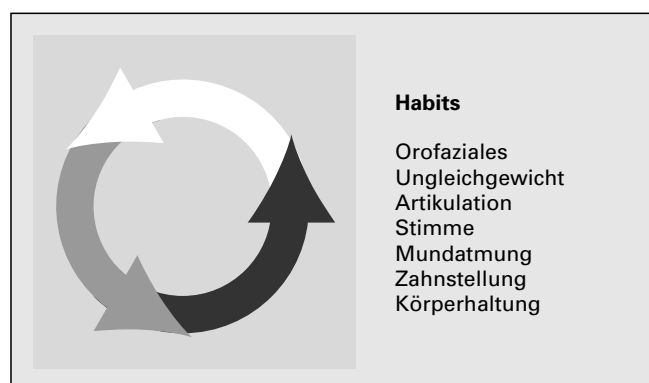 Habits
Orofaziales
Ungleichgewicht
Artikulation
Stimme
Mundatmung
Zahnstellung
Körperhaltung